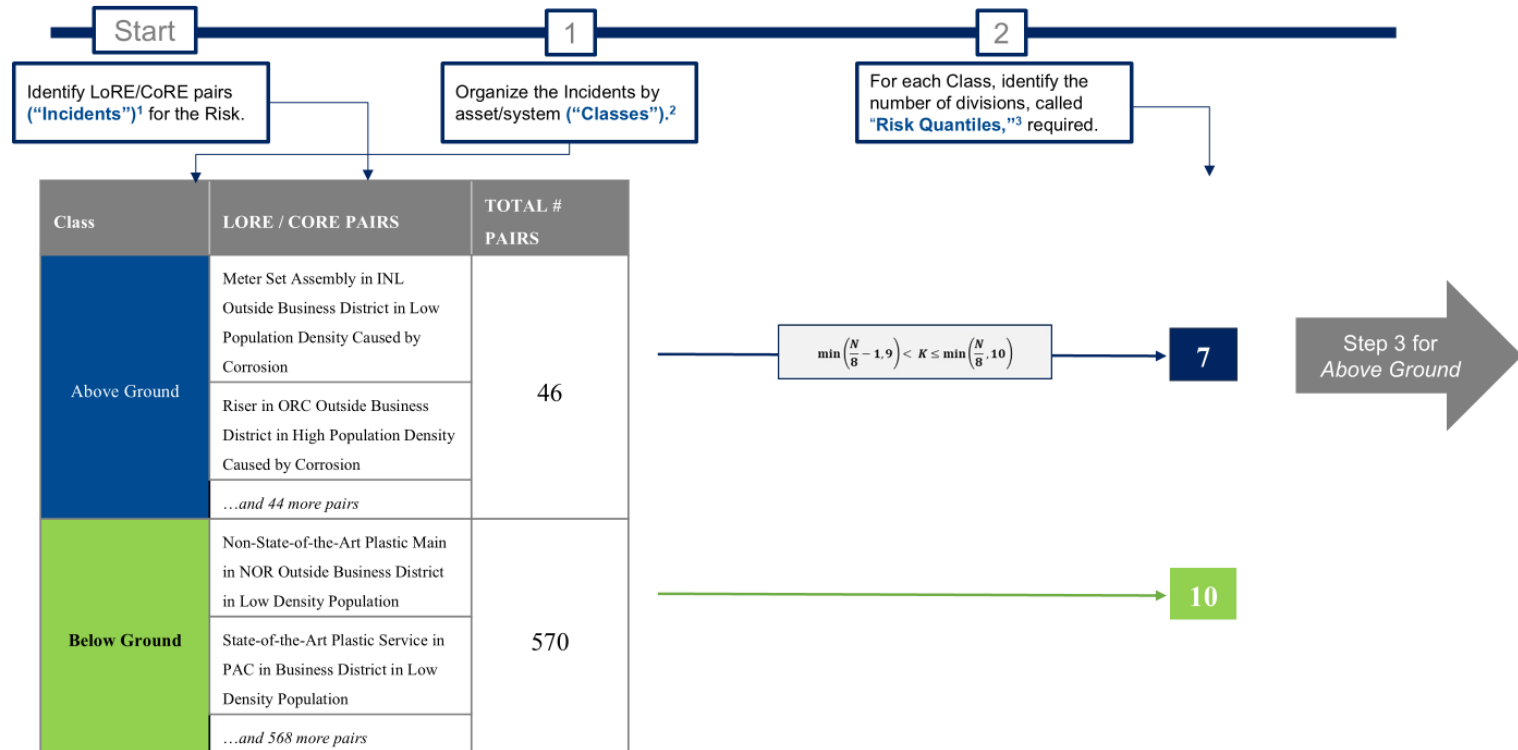 Start
1
2
Identify LoRE/CoRE pairs
(“Incidents”)¹ for the Risk.
Organize the Incidents by
asset/system (“Classes”).²
For each Class, identify the
number of divisions, called
“Risk Quantiles,”³ required.
Class
LORE / CORE PAIRS
TOTAL #
PAIRS
Above Ground
Meter Set Assembly in INL
Outside Business District in Low
Population Density Caused by
Corrosion
Riser in ORC Outside Business
District in High Population Density
Caused by Corrosion
…and 44 more pairs
46
min(N/8 − 1, 9) < K ≤ min(N/8, 10)
7
Step 3 for
Above Ground
Below Ground
Non-State-of-the-Art Plastic Main
in NOR Outside Business District
in Low Density Population
State-of-the-Art Plastic Service in
PAC in Business District in Low
Density Population
…and 568 more pairs
570
10